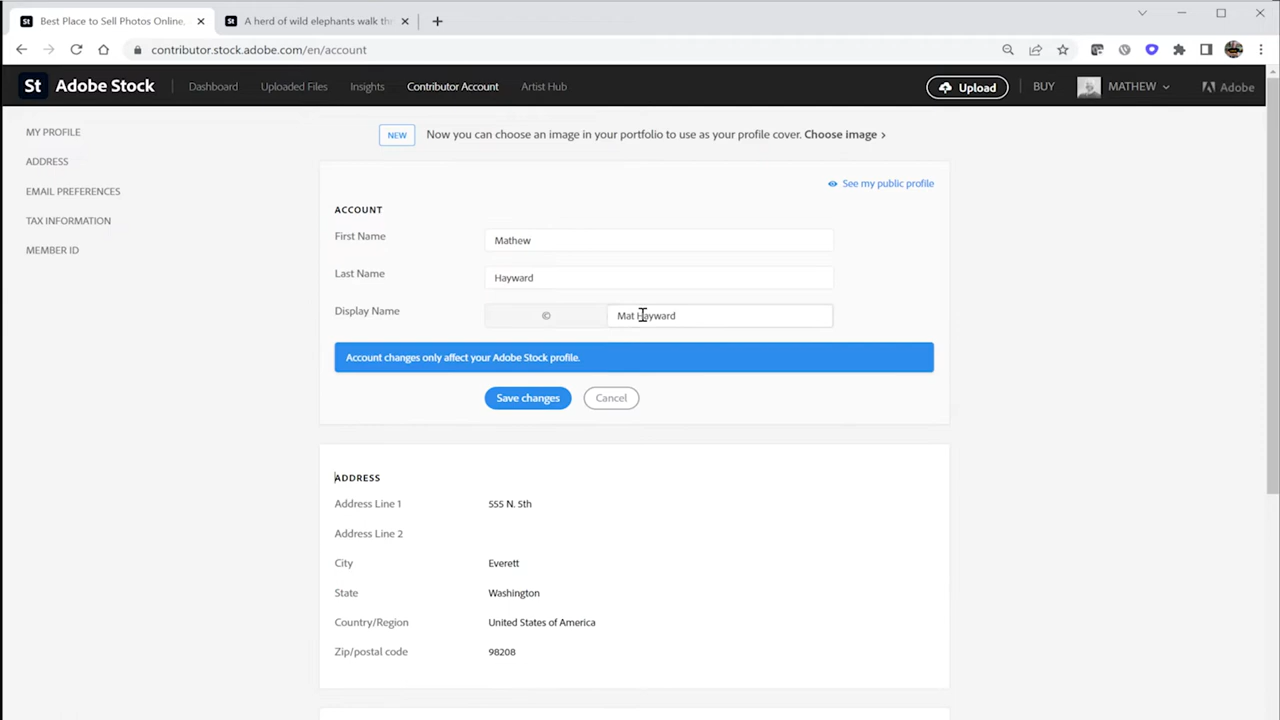 Best Place to Sell Photos Online.
A herd of wild elephants walk th
contributor.stock.adobe.com/en/account
St Adobe Stock Dashboard Uploaded Files Insights Contributor Account Artist Hub Upload BUY MATHEW Adobe
MY PROFILE
ADDRESS
EMAIL PREFERENCES
TAX INFORMATION
MEMBER ID
NEW Now you can choose an image in your portfolio to use as your profile cover. Choose image >
See my public profile
ACCOUNT
First Name Mathew
Last Name Hayward
Display Name © Mat Hayward
Account changes only affect your Adobe Stock profile.
Save changes Cancel
ADDRESS
Address Line 1 555 N. 5th
Address Line 2
City Everett
State Washington
Country/Region United States of America
Zip/postal code 98208